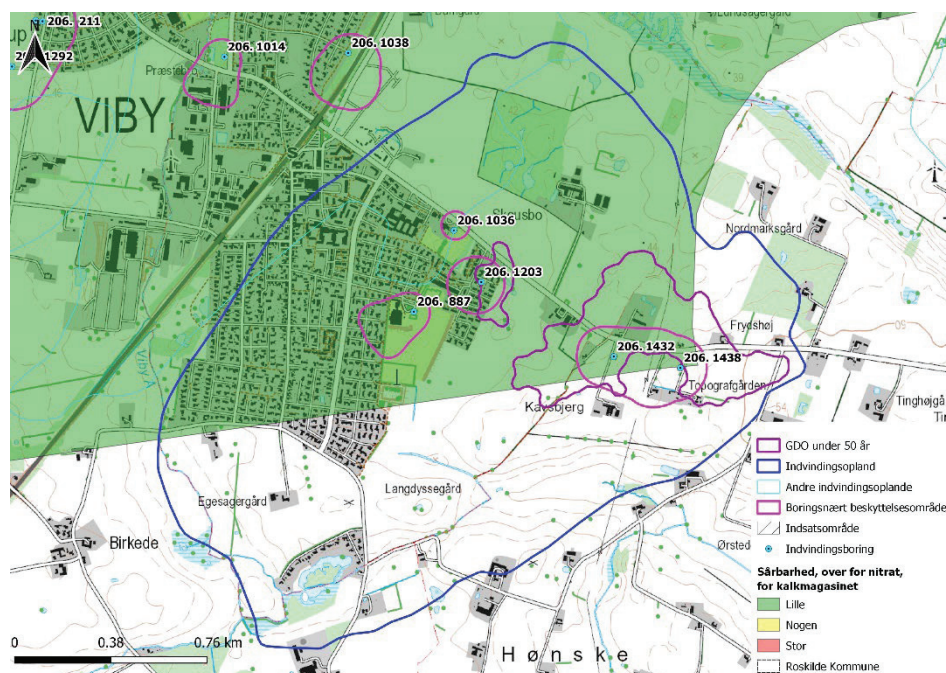 206. 211
N
206. 1292
206. 1014
206. 1038
Præsteb
VIBY
Skousbo
206. 1036
206. 1203
206. 887
Nordmarksgård
Frydshøj
206. 1432
206. 1438
Topografgården
Tinghøjgå
Kavsbjerg
Viby Å
Egesagergård
Langdyssegård
Birkede
Ørsted
Hønske
0 0.38 0.76 km
GDO under 50 år
Indvindingsopland
Andre indvindingsoplande
Boringsnært beskyttelsesområde
Indsatsområde
Indvindingsboring
Sårbarhed, over for nitrat,
for kalkmagasinet
Lille
Nogen
Stor
Roskilde Kommune